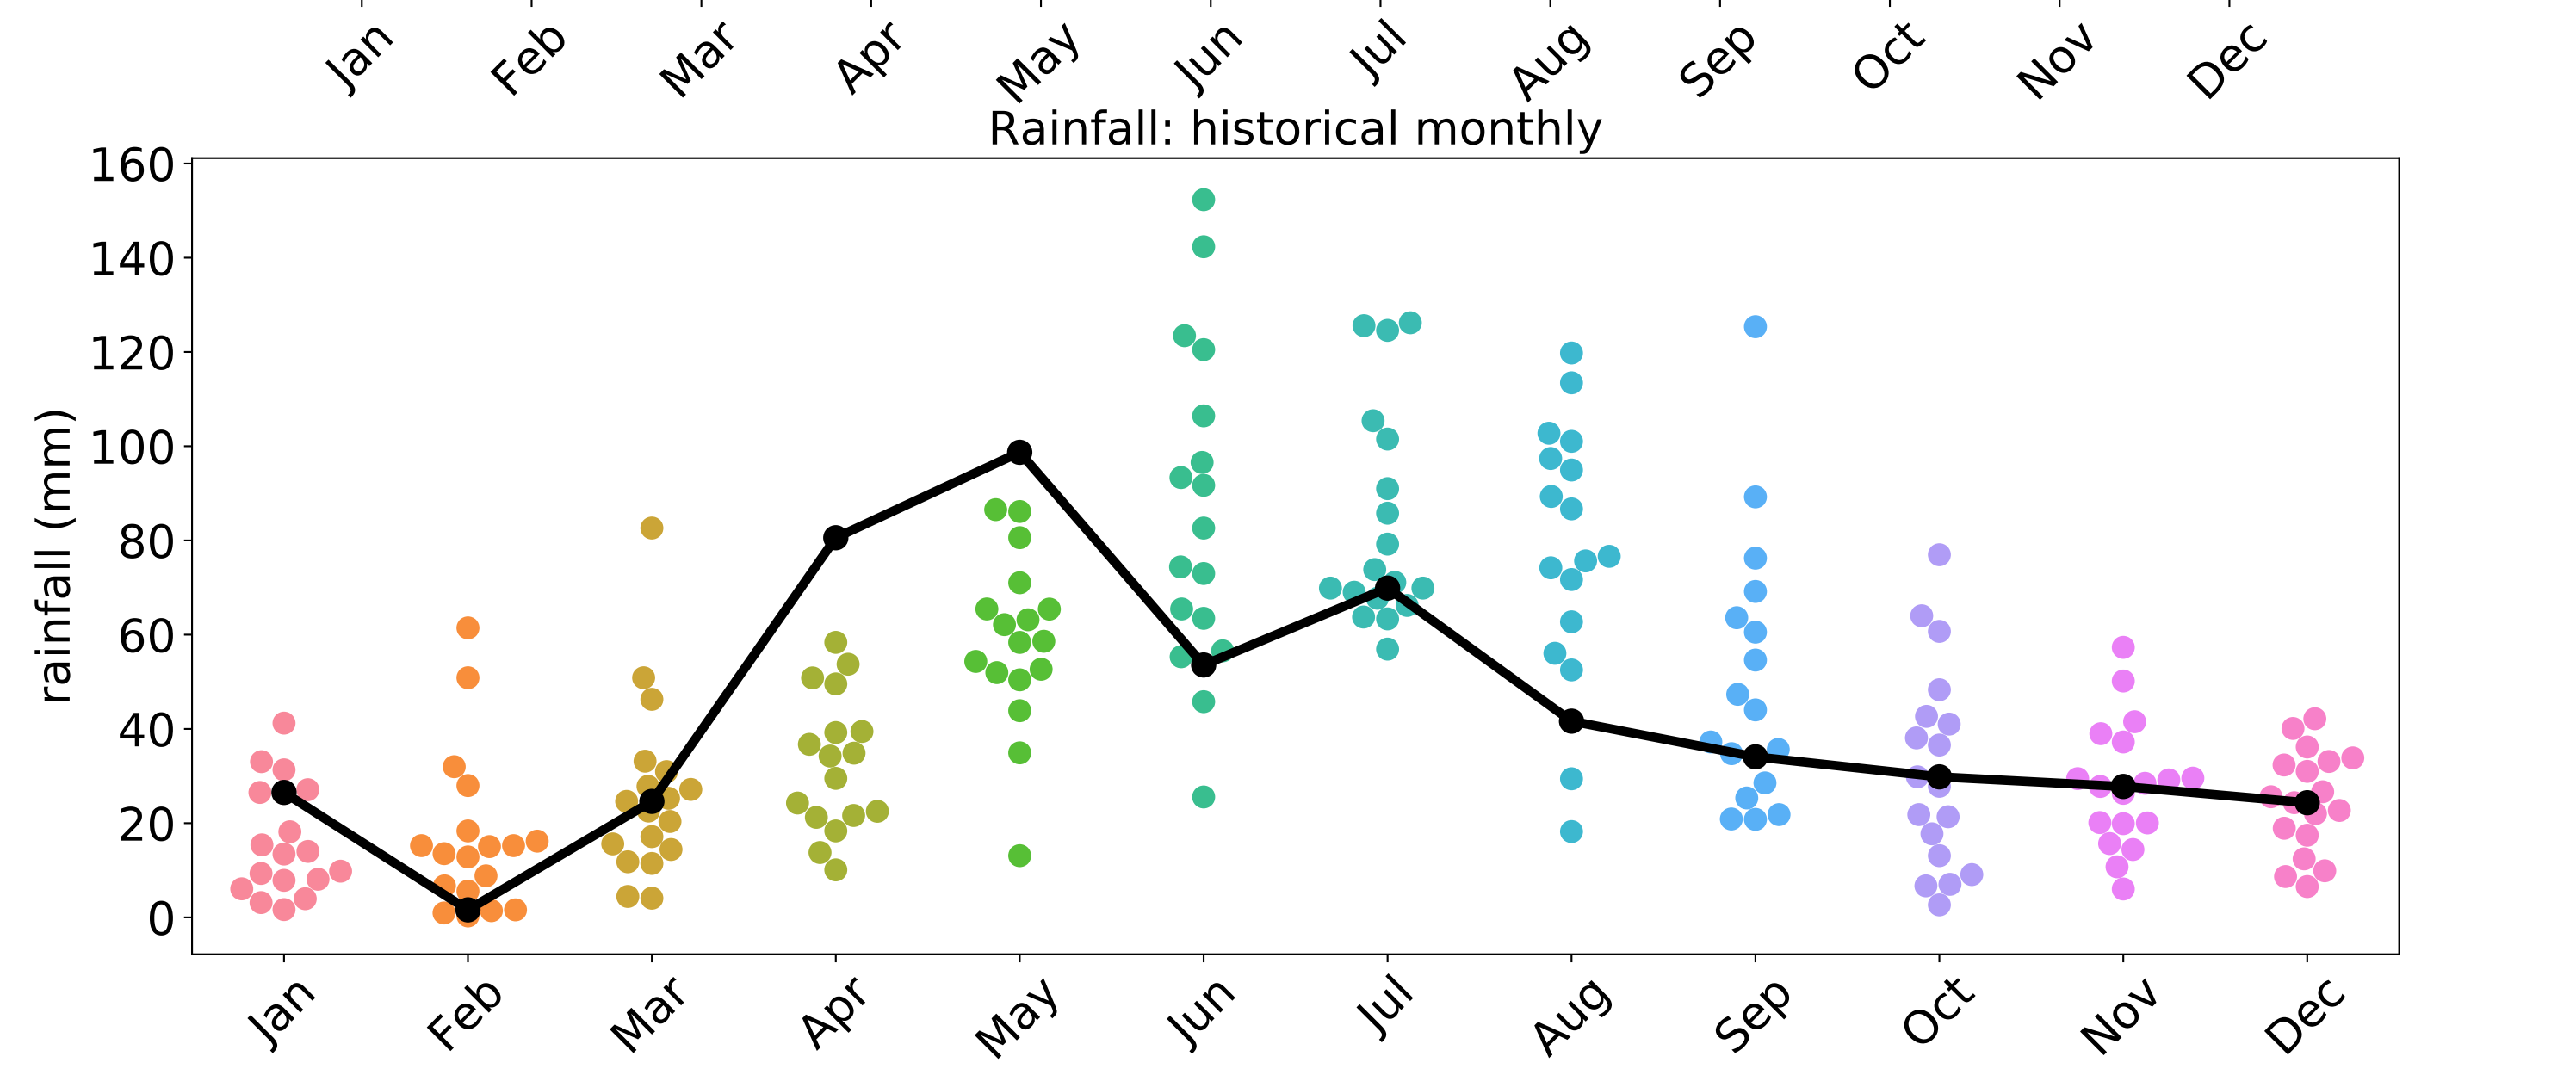 Jan Feb Mar Apr May Jun Jul Aug Sep Oct Nov Dec
Rainfall: historical monthly
rainfall (mm)
160
140
120
100
80
60
40
20
0
Jan Feb Mar Apr May Jun Jul Aug Sep Oct Nov Dec